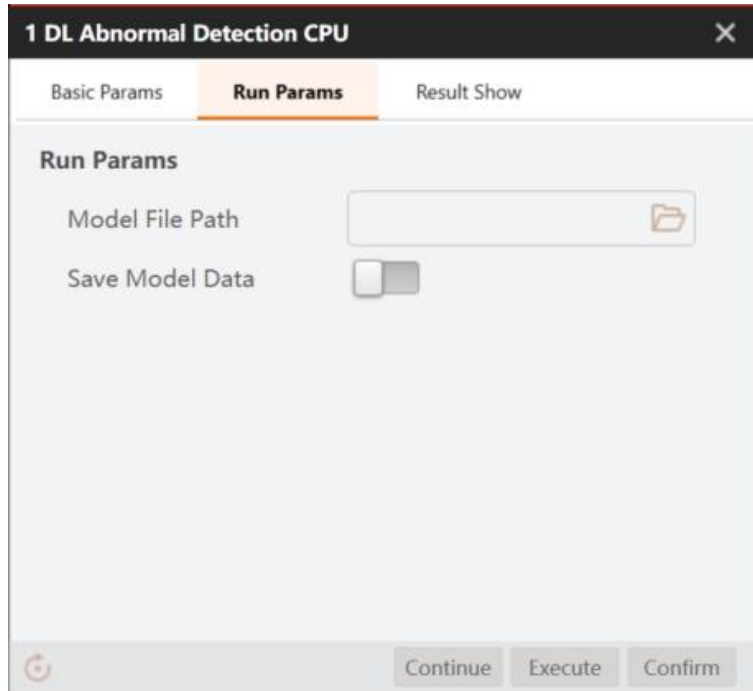 1 DL Abnormal Detection CPU
Basic Params Run Params Result Show
Run Params
Model File Path
Save Model Data
Continue Execute Confirm